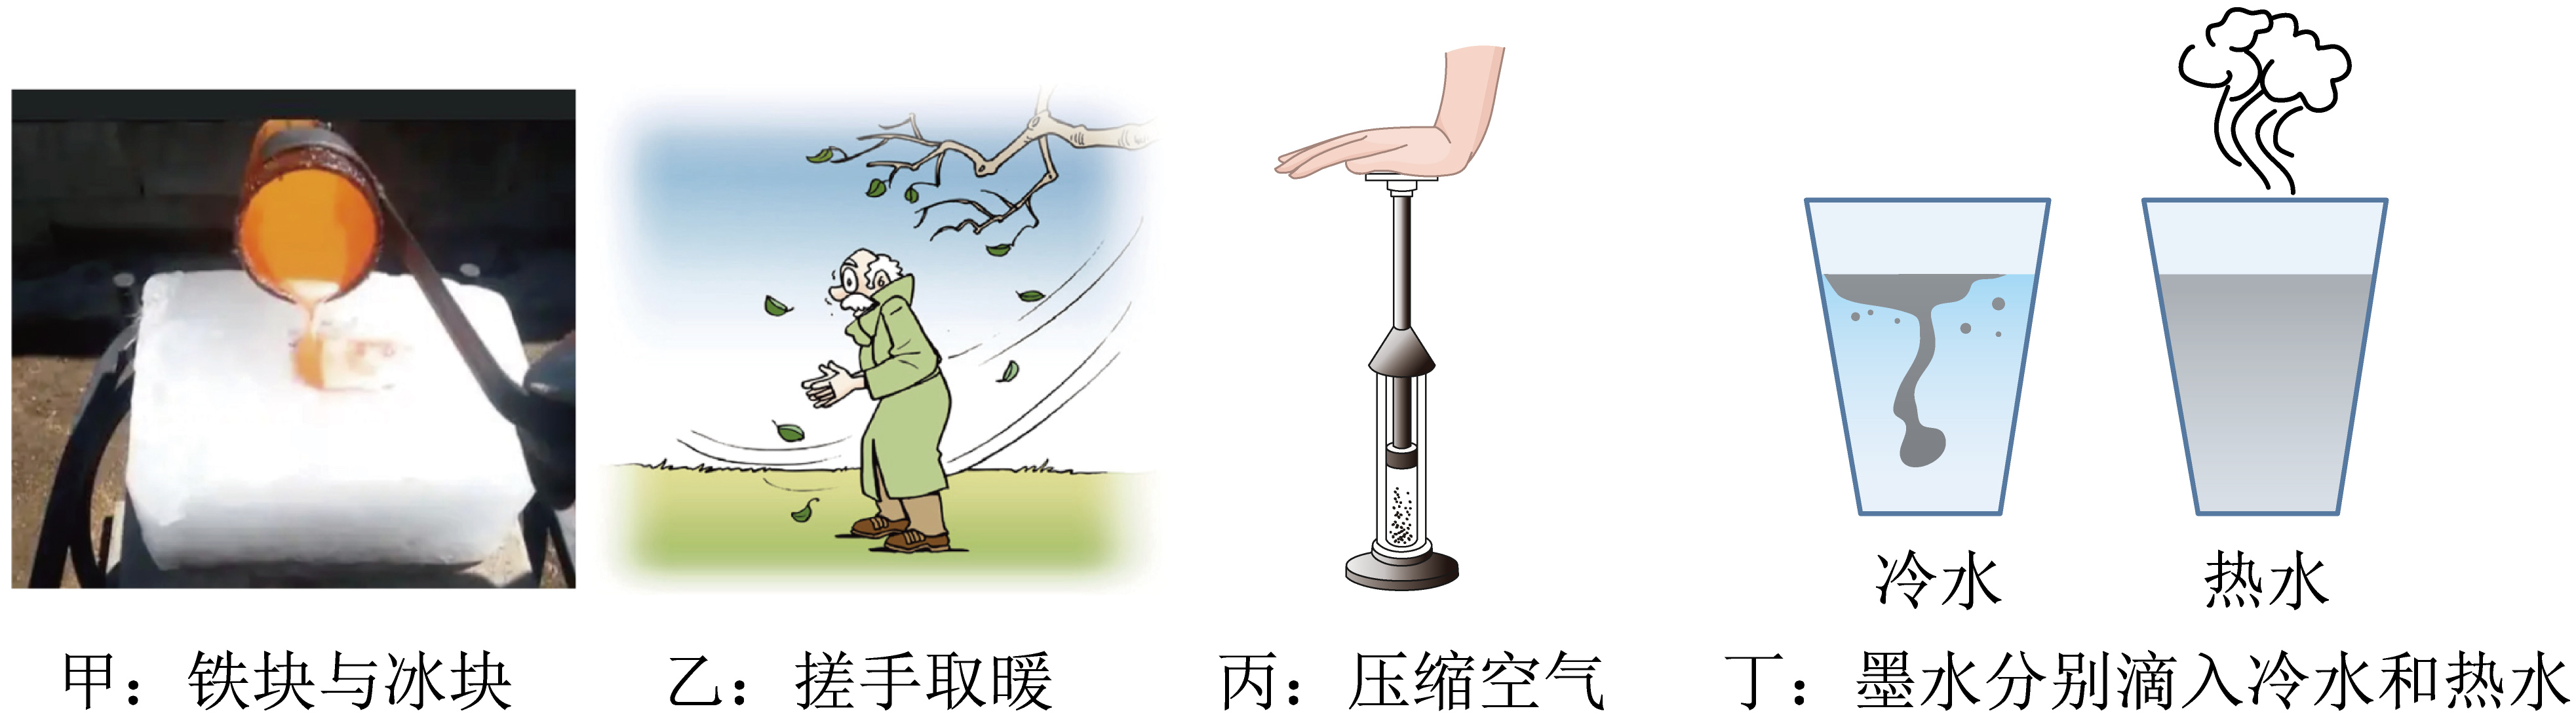 冷水
热水
甲：铁块与冰块
乙：搓手取暖
丙：压缩空气
丁：墨水分别滴入冷水和热水